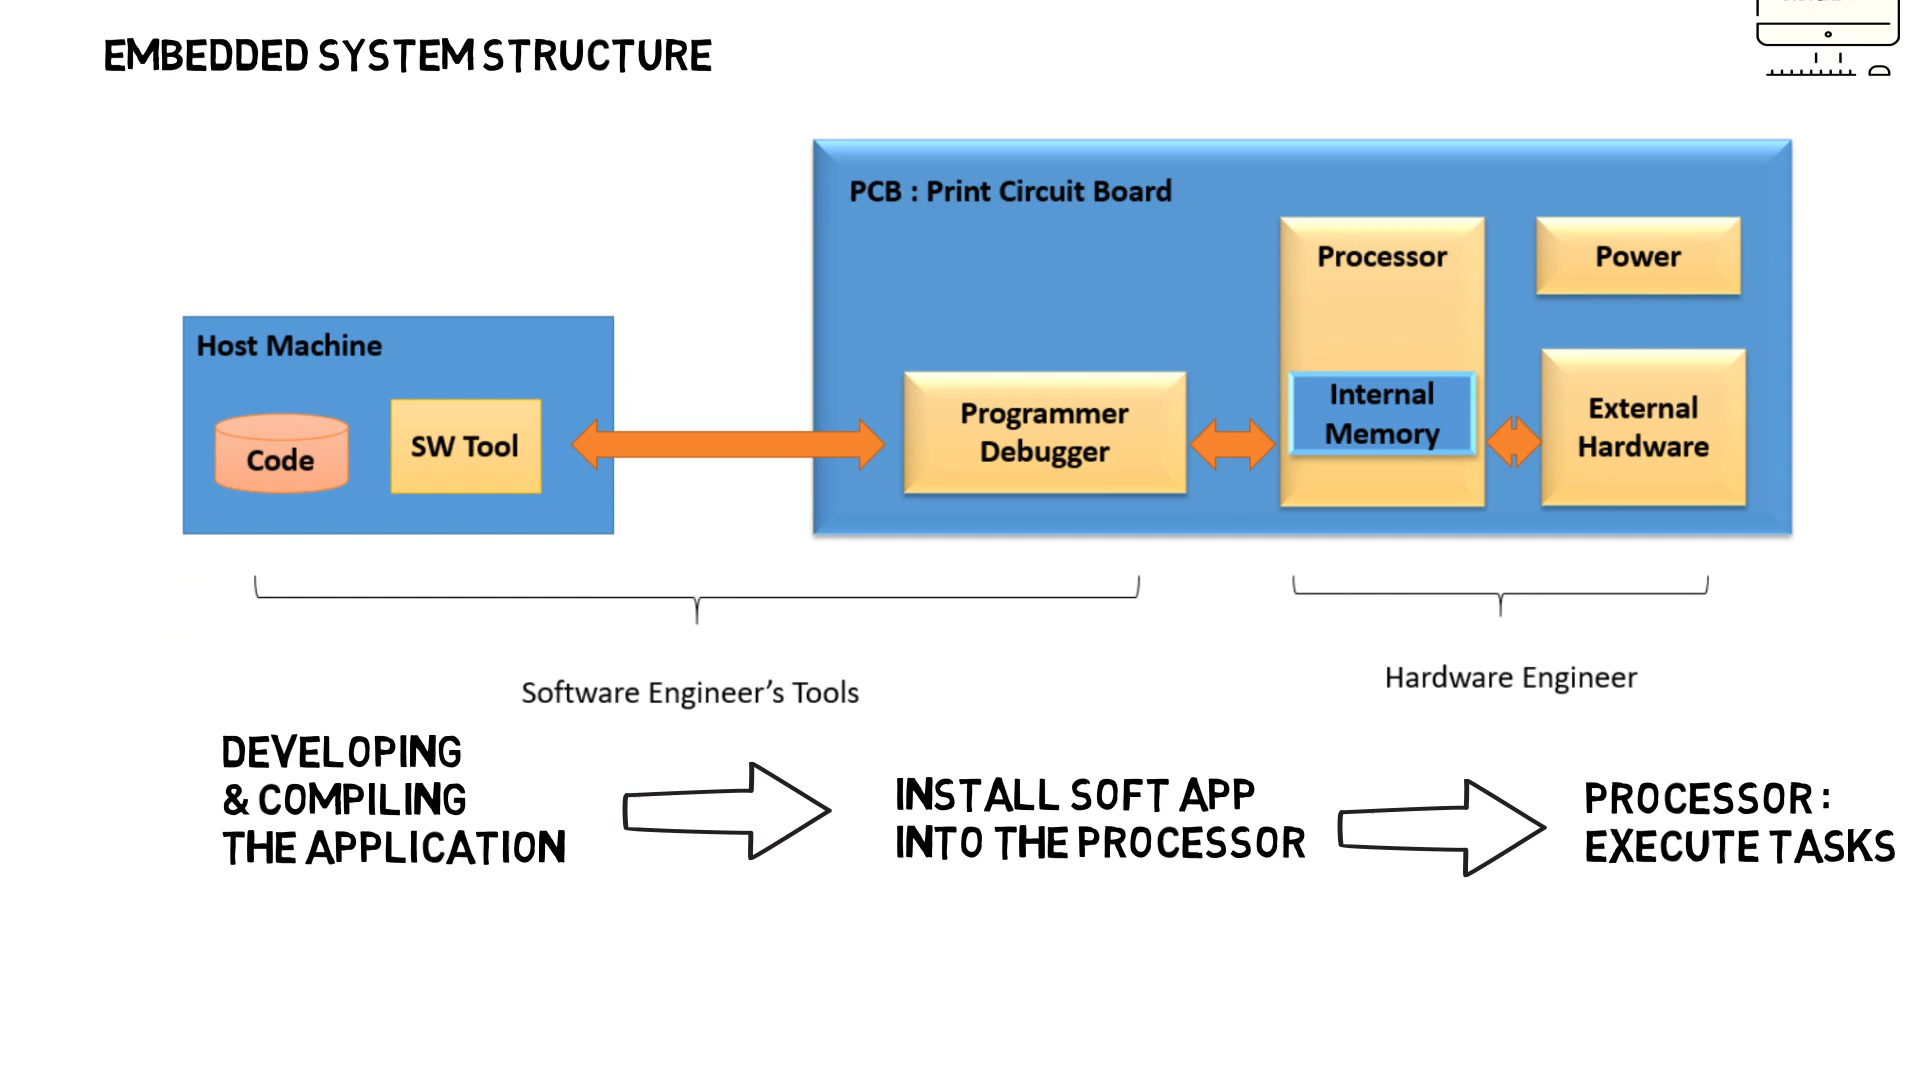 EMBEDDED SYSTEM STRUCTURE
PCB : Print Circuit Board
Processor
Power
Host Machine
Code
SW Tool
Programmer
Debugger
Internal
Memory
External
Hardware
Software Engineer’s Tools
Hardware Engineer
DEVELOPING
& COMPILING
THE APPLICATION
INSTALL SOFT APP
INTO THE PROCESSOR
PROCESSOR :
EXECUTE TASKS